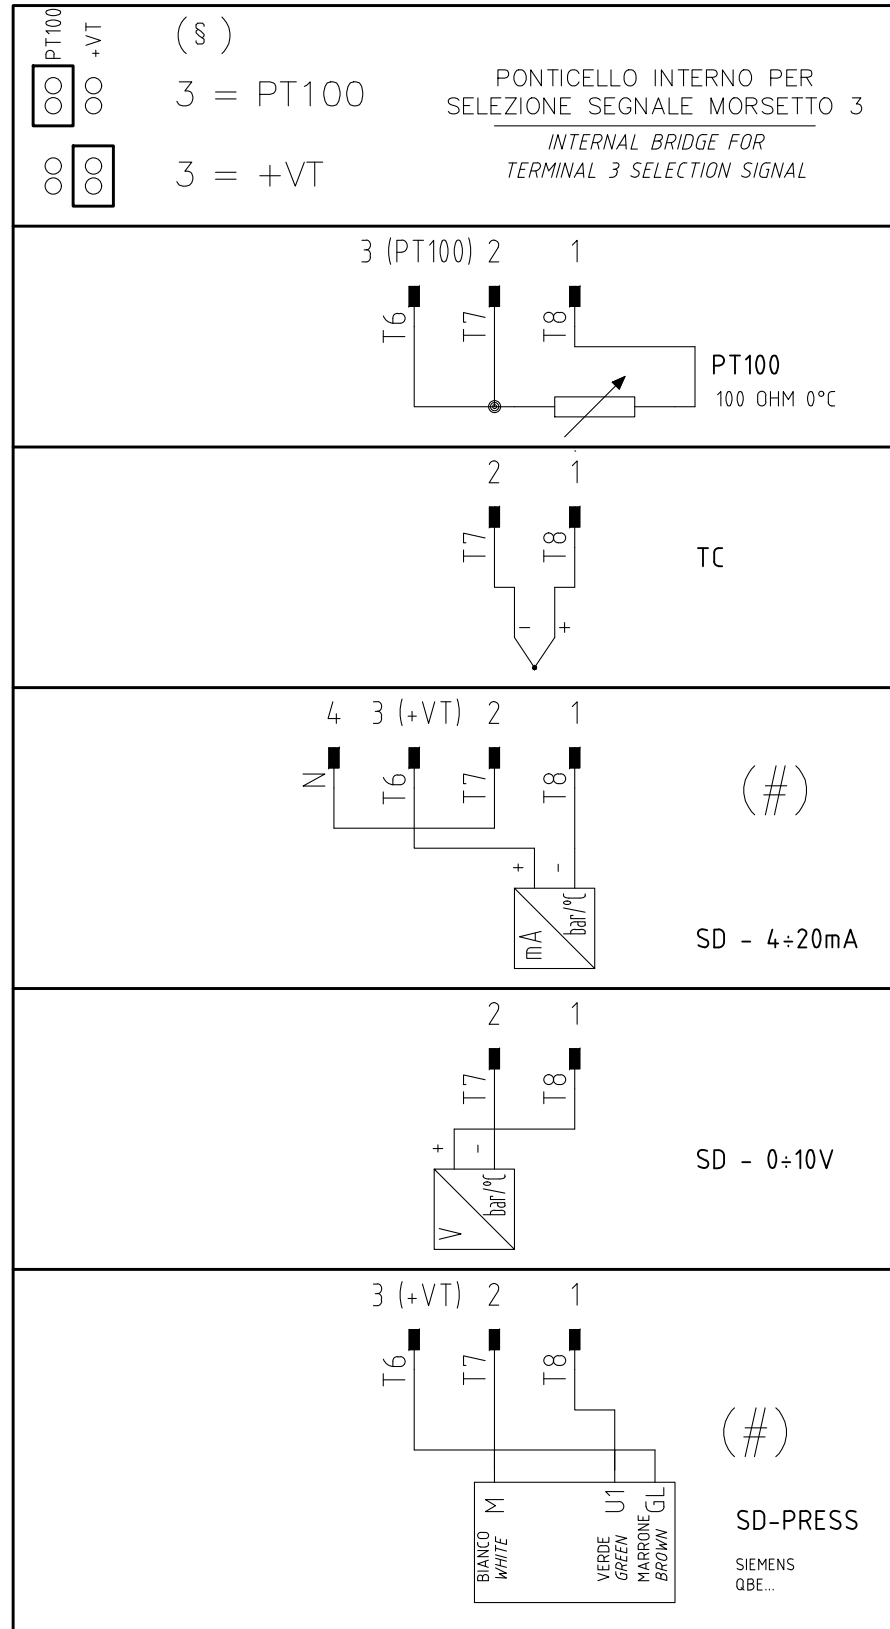 PT100
+VT
(§)
3 = PT100
3 = +VT
PONTICELLO INTERNO PER
SELEZIONE SEGNALE MORSETTO 3
INTERNAL BRIDGE FOR
TERMINAL 3 SELECTION SIGNAL
3 (PT100) 2 1
T6 T7 T8
PT100
100 OHM 0°C
2 1
T7 T8
TC
- +
4 3 (+VT) 2 1
N T6 T7 T8
(#)
+ -
mA bar/°C
SD - 4÷20mA
2 1
T7 T8
+ -
V bar/°C
SD - 0÷10V
3 (+VT) 2 1
T6 T7 T8
(#)
M U1 GL
BIANCO
WHITE
VERDE
GREEN
MARRONE
BROWN
SD-PRESS
SIEMENS
QBE...